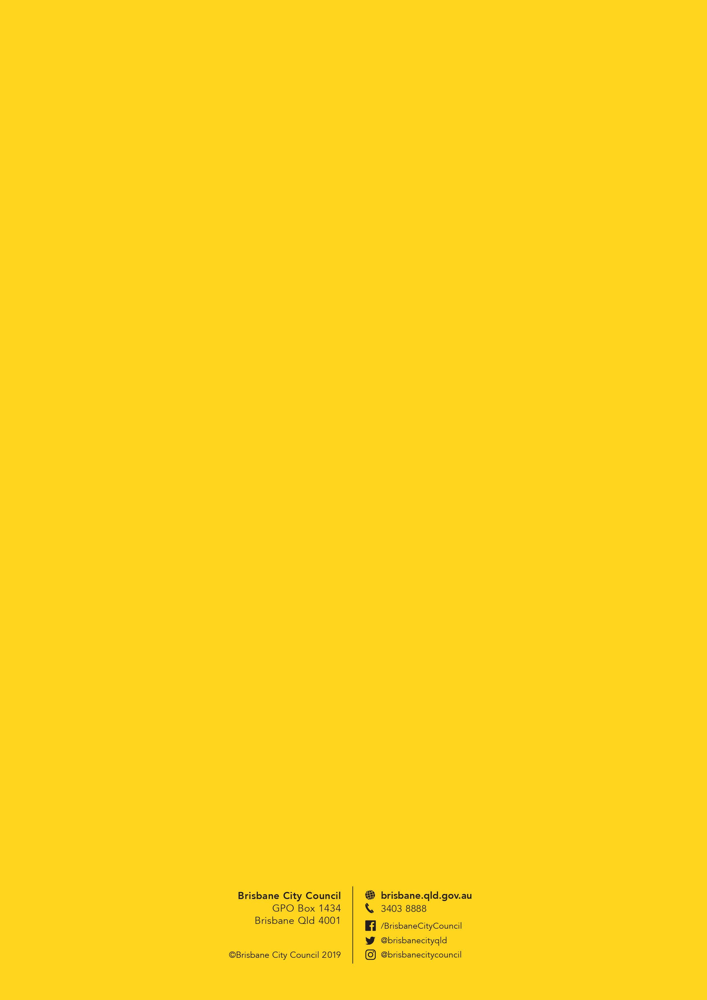 Brisbane City Council
GPO Box 1434
Brisbane Qld 4001
©Brisbane City Council 2019
brisbane.qld.gov.au
3403 8888
/BrisbaneCityCouncil
@brisbanecityqld
@brisbanecitycouncil